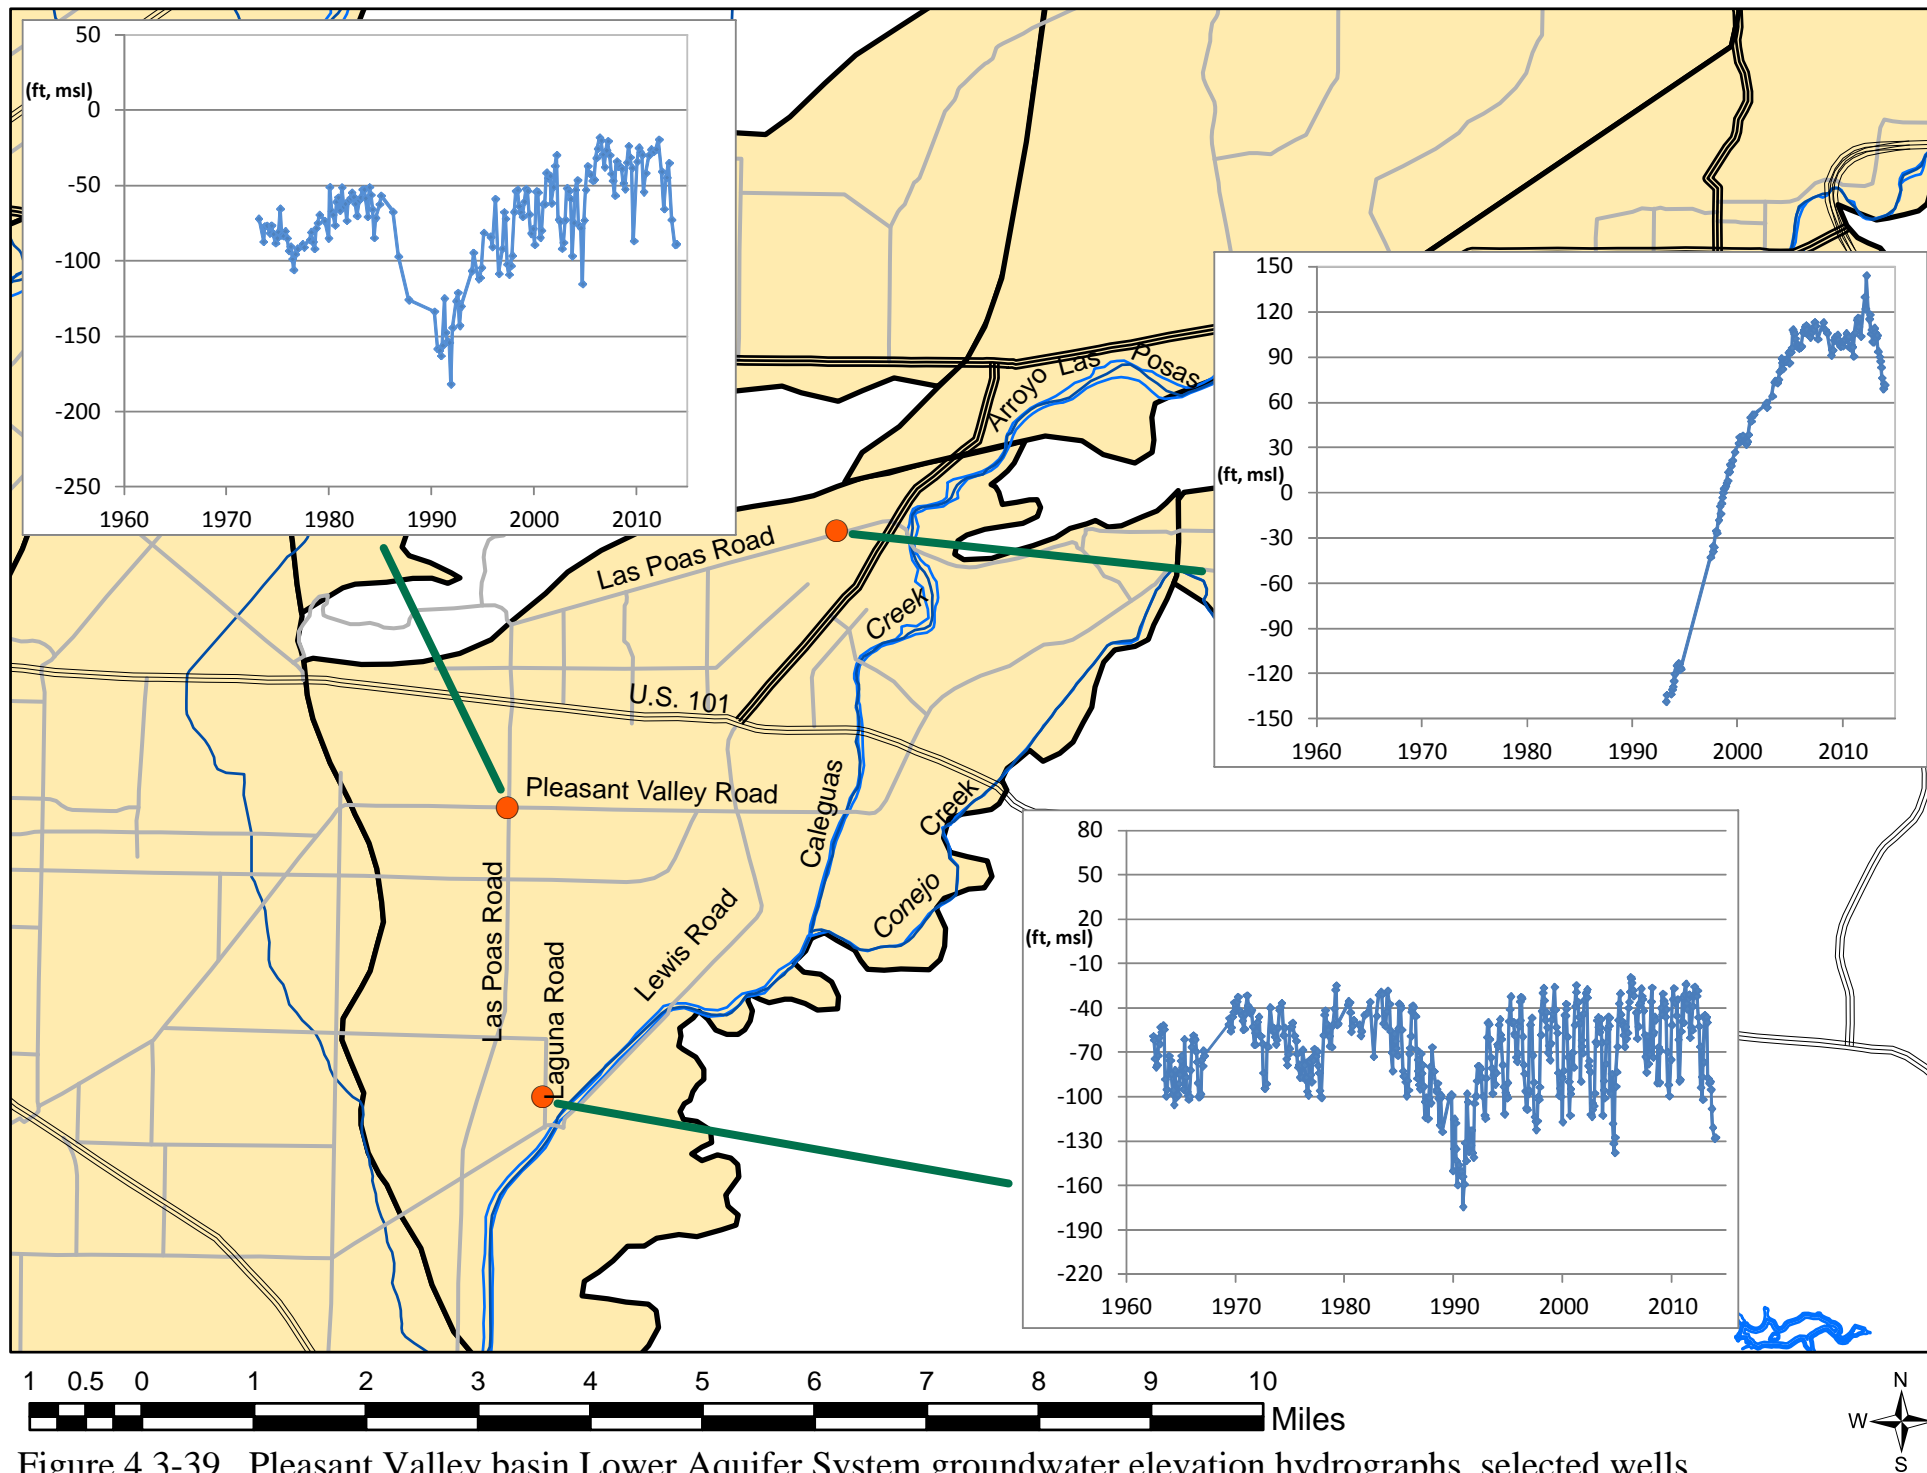 50
(ft, msl)
0
-50
-100
-150
-200
-250
1960 1970 1980 1990 2000 2010
150
120
90
60
30
(ft, msl)
0
-30
-60
-90
-120
-150
1960 1970 1980 1990 2000 2010
80
50
20
(ft, msl)
-10
-40
-70
-100
-130
-160
-190
-220
1960 1970 1980 1990 2000 2010
Arroyo Las Posas
Las Poas Road
Creek
U.S. 101
Pleasant Valley Road
Caleguas
Creek
Conejo
Las Poas Road
Laguna Road
Lewis Road
1 0.5 0 1 2 3 4 5 6 7 8 9 10
Miles
N
W
S
Figure 4.3-39 Pleasant Valley basin Lower Aquifer System groundwater elevation hydrographs, selected wells